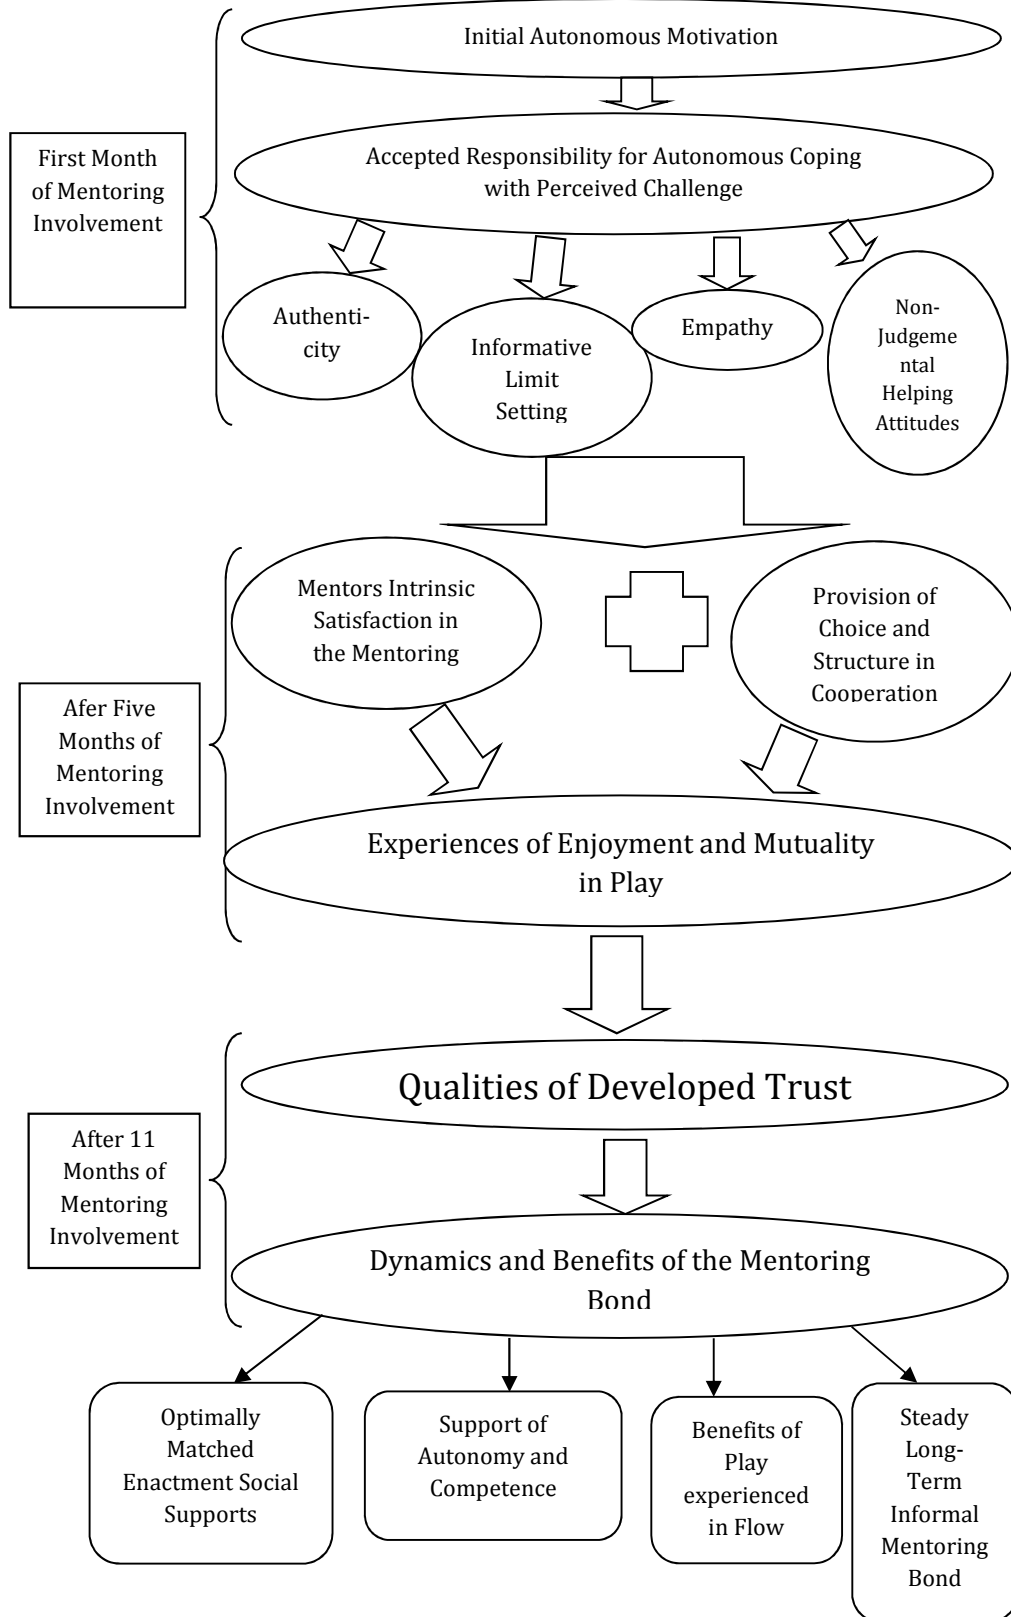 Initial Autonomous Motivation
First Month
of Mentoring
Involvement
Accepted Responsibility for Autonomous Coping
with Perceived Challenge
Authenti-
city
Informative
Limit
Setting
Empathy
Non-
Judgeme
ntal
Helping
Attitudes
Mentors Intrinsic
Satisfaction in
the Mentoring
Provision of
Choice and
Structure in
Cooperation
Afer Five
Months of
Mentoring
Involvement
Experiences of Enjoyment and Mutuality
in Play
Qualities of Developed Trust
After 11
Months of
Mentoring
Involvement
Dynamics and Benefits of the Mentoring
Bond
Optimally
Matched
Enactment Social
Supports
Support of
Autonomy and
Competence
Benefits of
Play
experienced
in Flow
Steady
Long-
Term
Informal
Mentoring
Bond